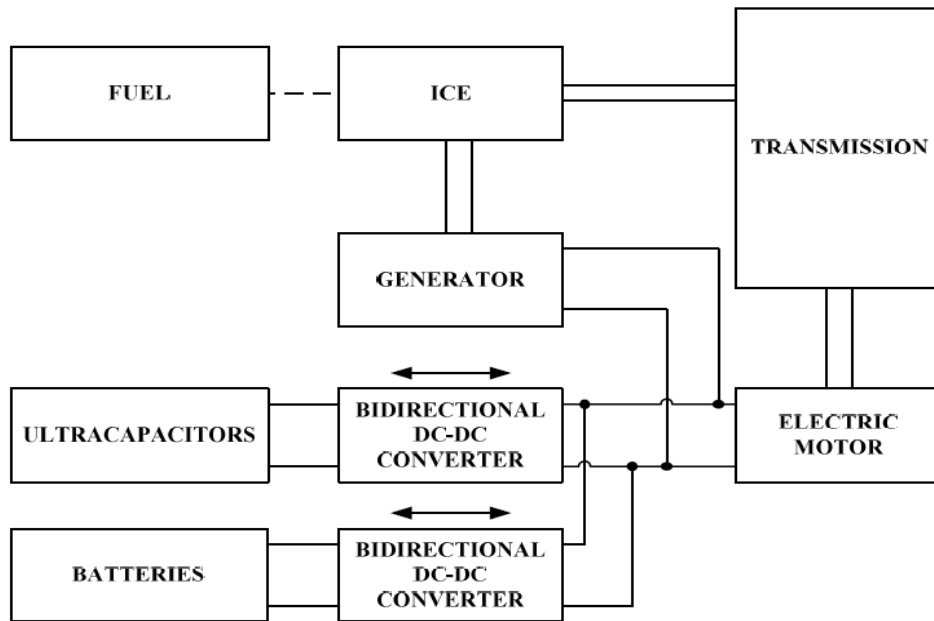 FUEL
ICE
TRANSMISSION
GENERATOR
ULTRACAPACITORS
BIDIRECTIONAL
DC-DC
CONVERTER
ELECTRIC
MOTOR
BATTERIES
BIDIRECTIONAL
DC-DC
CONVERTER